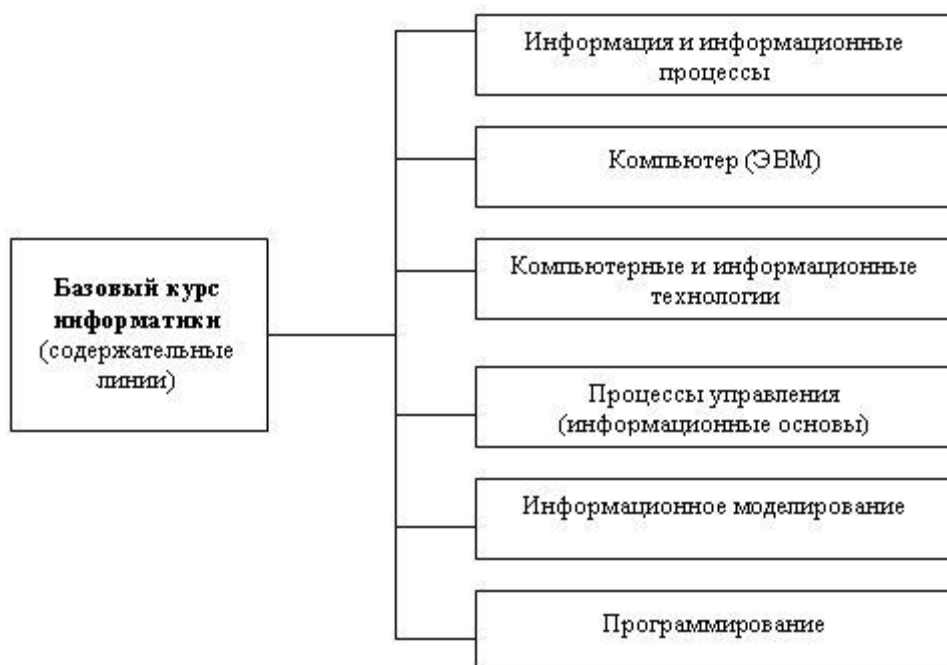 Базовый курс
информатики
(содержательные
линии)
Информация и информационные
процессы
Компьютер (ЭВМ)
Компьютерные и информационные
технологии
Процессы управления
(информационные основы)
Информационное моделирование
Программирование